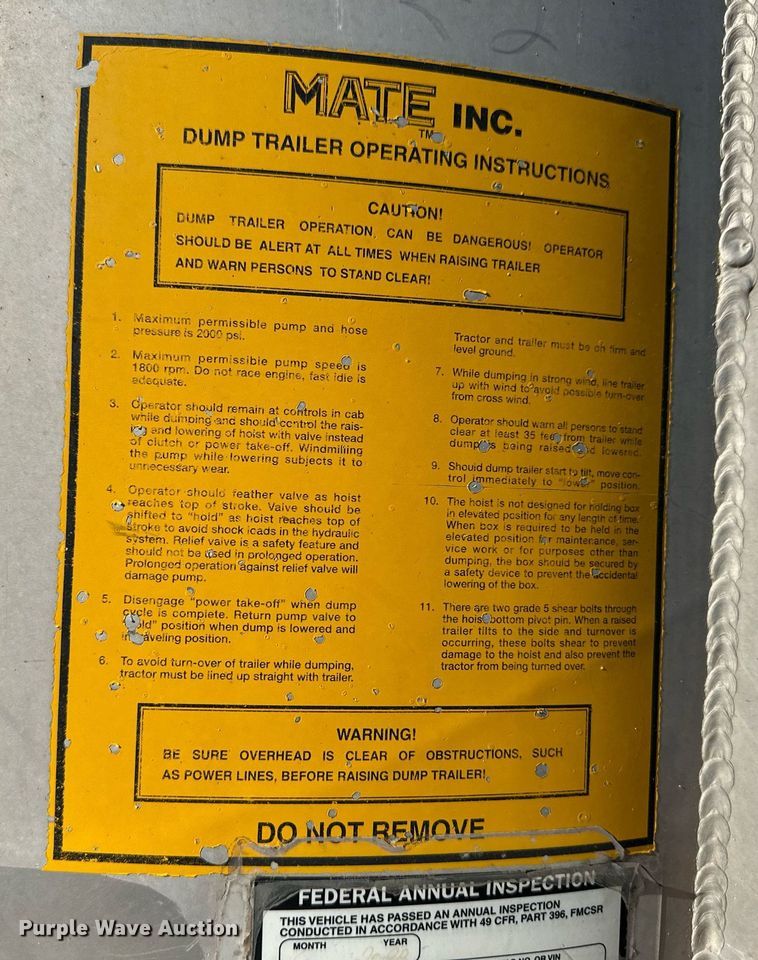 MATE INC.
TM
DUMP TRAILER OPERATING INSTRUCTIONS
CAUTION!
DUMP TRAILER OPERATION, CAN BE DANGEROUS! OPERATOR
SHOULD BE ALERT AT ALL TIMES WHEN RAISING TRAILER
AND WARN PERSONS TO STAND CLEAR!
1. Maximum permissible pump and hose
pressure is 2000 psi.
2. Maximum permissible pump speed is
1800 rpm. Do not race engine, fast idle is
adequate.
3. Operator should remain at controls in cab
while dumping and should control the rais-
ing and lowering of hoist with valve instead
of clutch or power take-off. Windmilling
the pump while lowering subjects it to
unnecessary wear.
4. Operator should feather valve as hoist
reaches top of stroke. Valve should be
shifted to "hold" as hoist reaches top of
stroke to avoid shock loads in the hydraulic
system. Relief valve is a safety feature and
should not be used in prolonged operation.
Prolonged operation against relief valve will
damage pump.
5. Disengage "power take-off" when dump
cycle is complete. Return pump valve to
"hold" position when dump is lowered and
in traveling position.
6. To avoid turn-over of trailer while dumping,
tractor must be lined up straight with trailer.
Tractor and trailer must be on firm and
level ground.
7. While dumping in strong wind, line trailer
up with wind to avoid possible turn-over
from cross wind.
8. Operator should warn all persons to stand
clear at least 35 feet from trailer while
dump is being raised and lowered.
9. Should dump trailer start to tilt, move con-
trol immediately to "lower" position.
10. The hoist is not designed for holding box
in elevated position for any length of time.
When box is required to be held in the
elevated position for maintenance, ser-
vice work or for purposes other than
dumping, the box should be secured by
a safety device to prevent the accidental
lowering of the box.
11. There are two grade 5 shear bolts through
the hoist bottom pivot pin. When a raised
trailer tilts to the side and turnover is
occurring, these bolts shear to prevent
damage to the hoist and also prevent the
tractor from being turned over.
WARNING!
BE SURE OVERHEAD IS CLEAR OF OBSTRUCTIONS, SUCH
AS POWER LINES, BEFORE RAISING DUMP TRAILER!
DO NOT REMOVE
FEDERAL ANNUAL INSPECTION
THIS VEHICLE HAS PASSED AN ANNUAL INSPECTION
CONDUCTED IN ACCORDANCE WITH 49 CFR, PART 396, FMCSR
MONTH YEAR
NO. OR VIN
Purple Wave Auction